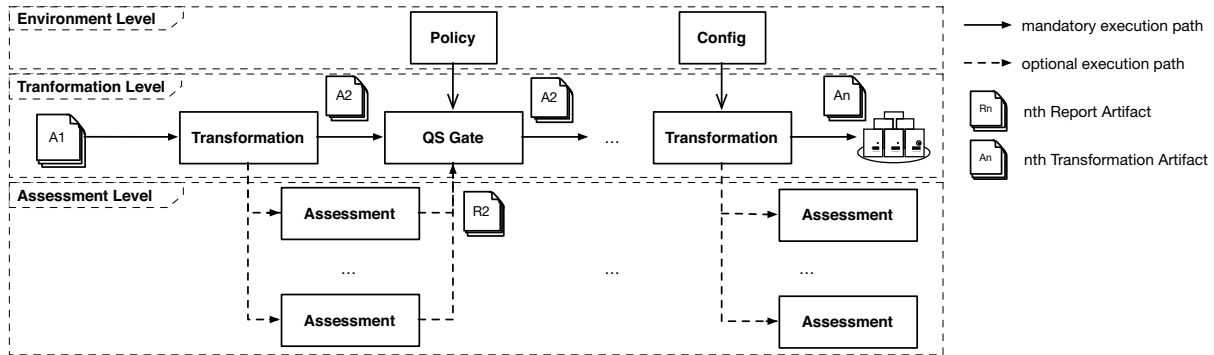 Environment Level
Policy
Config
mandatory execution path
optional execution path
Rn
nth Report Artifact
An
nth Transformation Artifact
Tranformation Level
A1
Transformation
A2
QS Gate
A2
...
Transformation
An
Assessment Level
Assessment
R2
Assessment
...
...
...
Assessment
Assessment